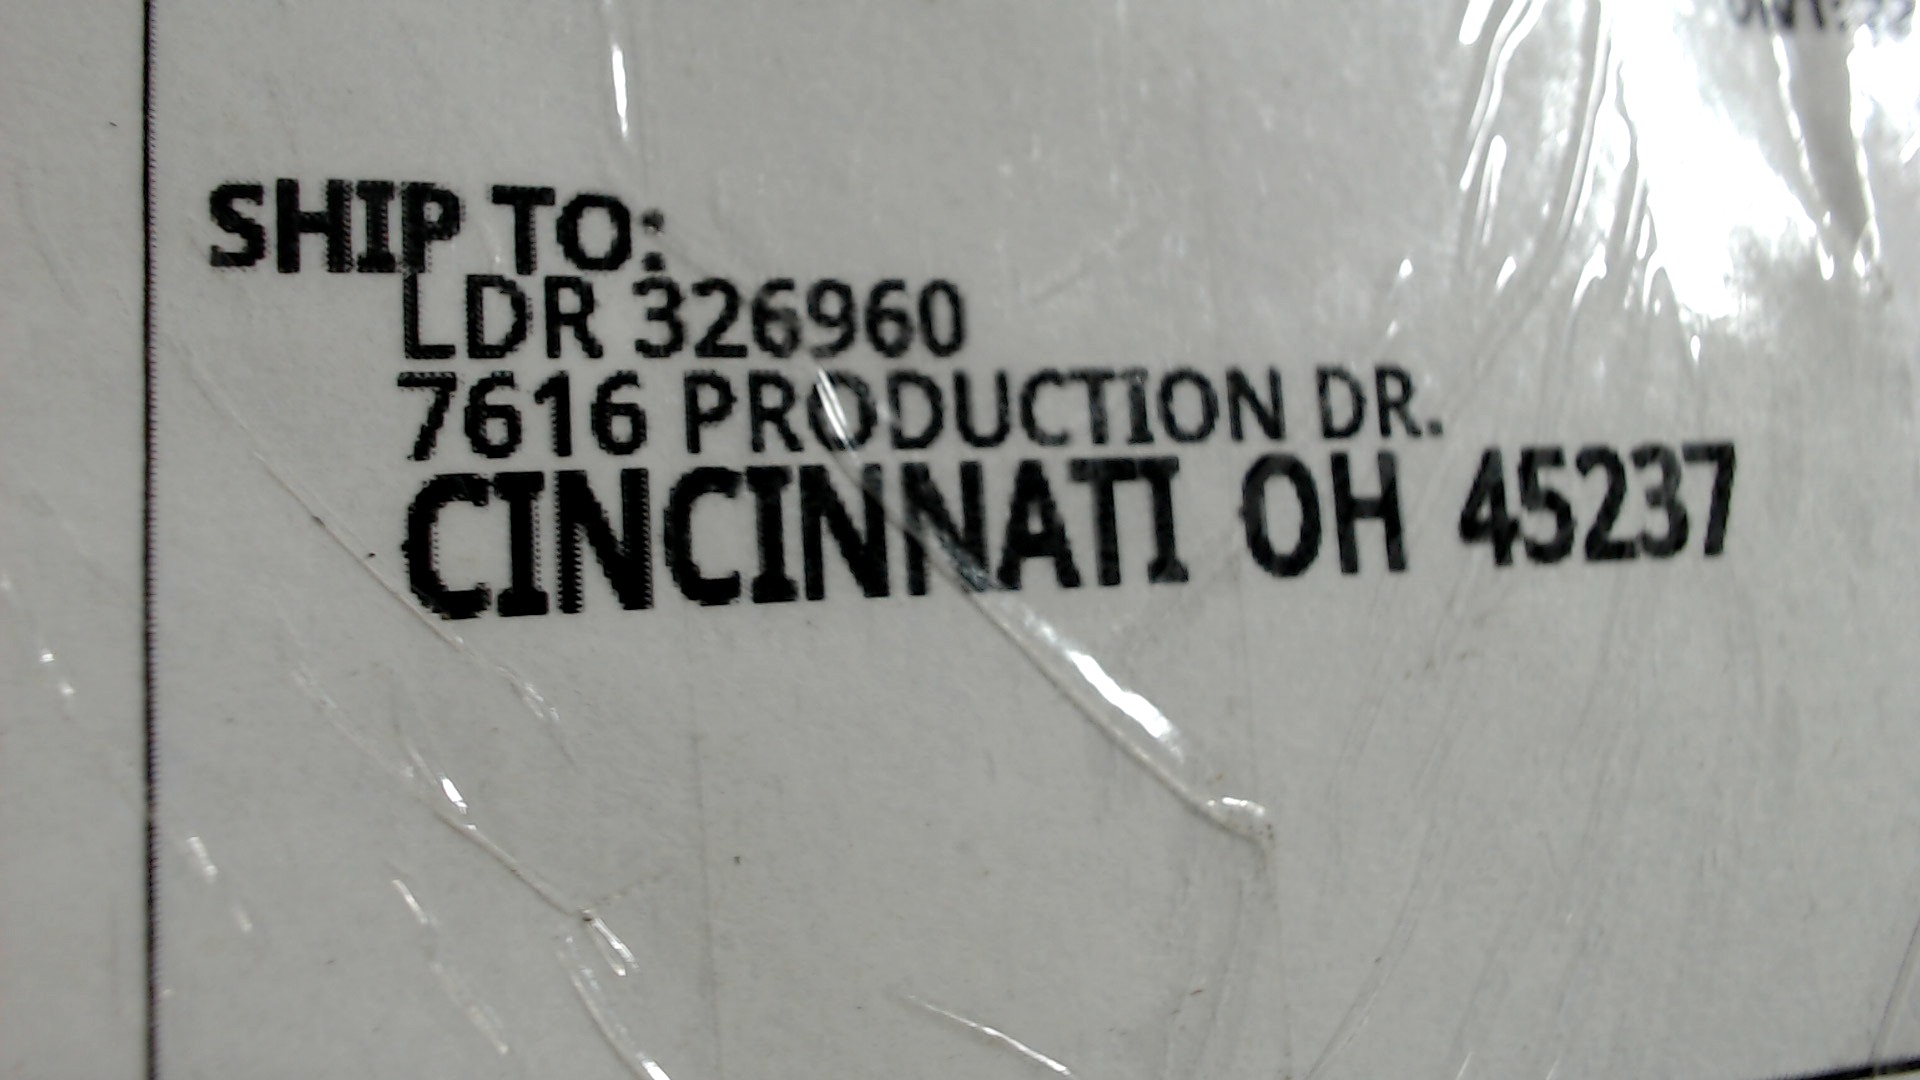 SHIP TO:
LDR 326960
7616 PRODUCTION DR.
CINCINNATI OH 45237